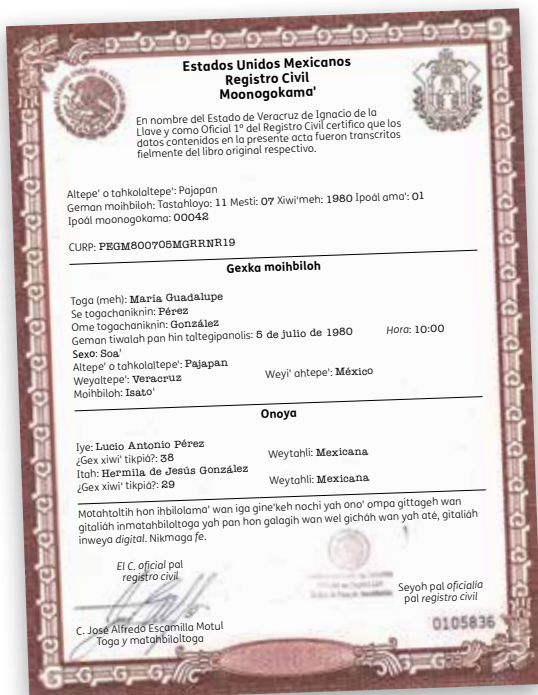 Estados Unidos Mexicanos
Registro Civil
Moonogokama'
En nombre del Estado de Veracruz de Ignacio de la
Llave y como Oficial 1º del Registro Civil certifico que los
datos contenidos en la presente acta fueron transcritos
fielmente del libro original respectivo.
Altepe' o tahkolaltepe': Pajapan
Geman moihbiloh: Tastahloyo: 11 Mesti: 07 Xiwi'meh: 1980 Ipoál ama': 01
Ipoál moonogokama: 00042
CURP: PEGM800705MGRRNR19
Gexka moihbiloh
Toga (meh): María Guadalupe
Se togachaniknin: Pérez
Ome togachaniknin: González
Geman tiwalah pan hin taltegipanolis: 5 de julio de 1980 Hora: 10:00
Sexo: Soa'
Altepe' o tahkolaltepe': Pajapan
Weyaltepe': Veracruz Weyi' ahtepe': México
Moihbiloh: Isato'
Onoya
Iye: Lucio Antonio Pérez
¿Gex xiwi' tikpiá?: 38 Weytahli: Mexicana
Itah: Hermila de Jesús González
¿Gex xiwi' tikpiá?: 29 Weytahli: Mexicana
Motahtoltih hon ihbilolama' wan iga gine'keh nochi yah ono' ompa gittageh wan
gitaliáh inmatahbiloltoga yah pan hon galagih wan wel gicháh wan yah até, gitaliáh
inweya digital. Nikmaga fe.
El C. oficial pal
registro civil
C. José Alfredo Escamilla Motul
Toga y matahbiloltoga
Seyoh pal oficialía
pal registro civil
0105836